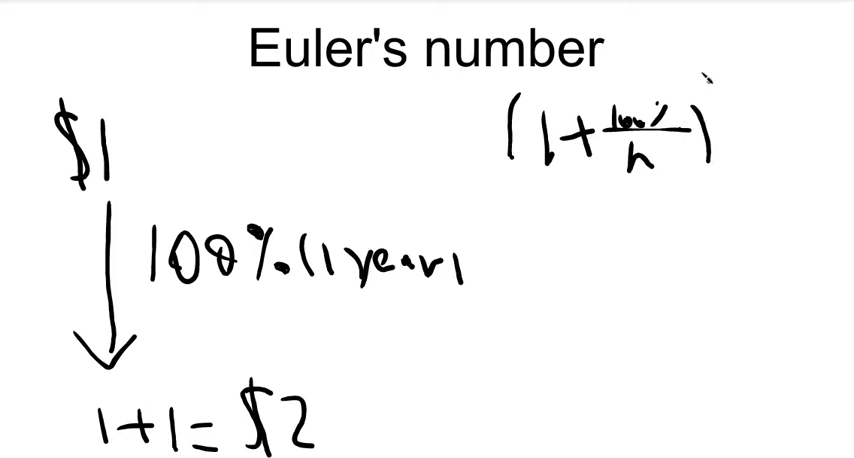 Euler's number
$1
(1+100%/n)
100% (1 year)
1+1=$2